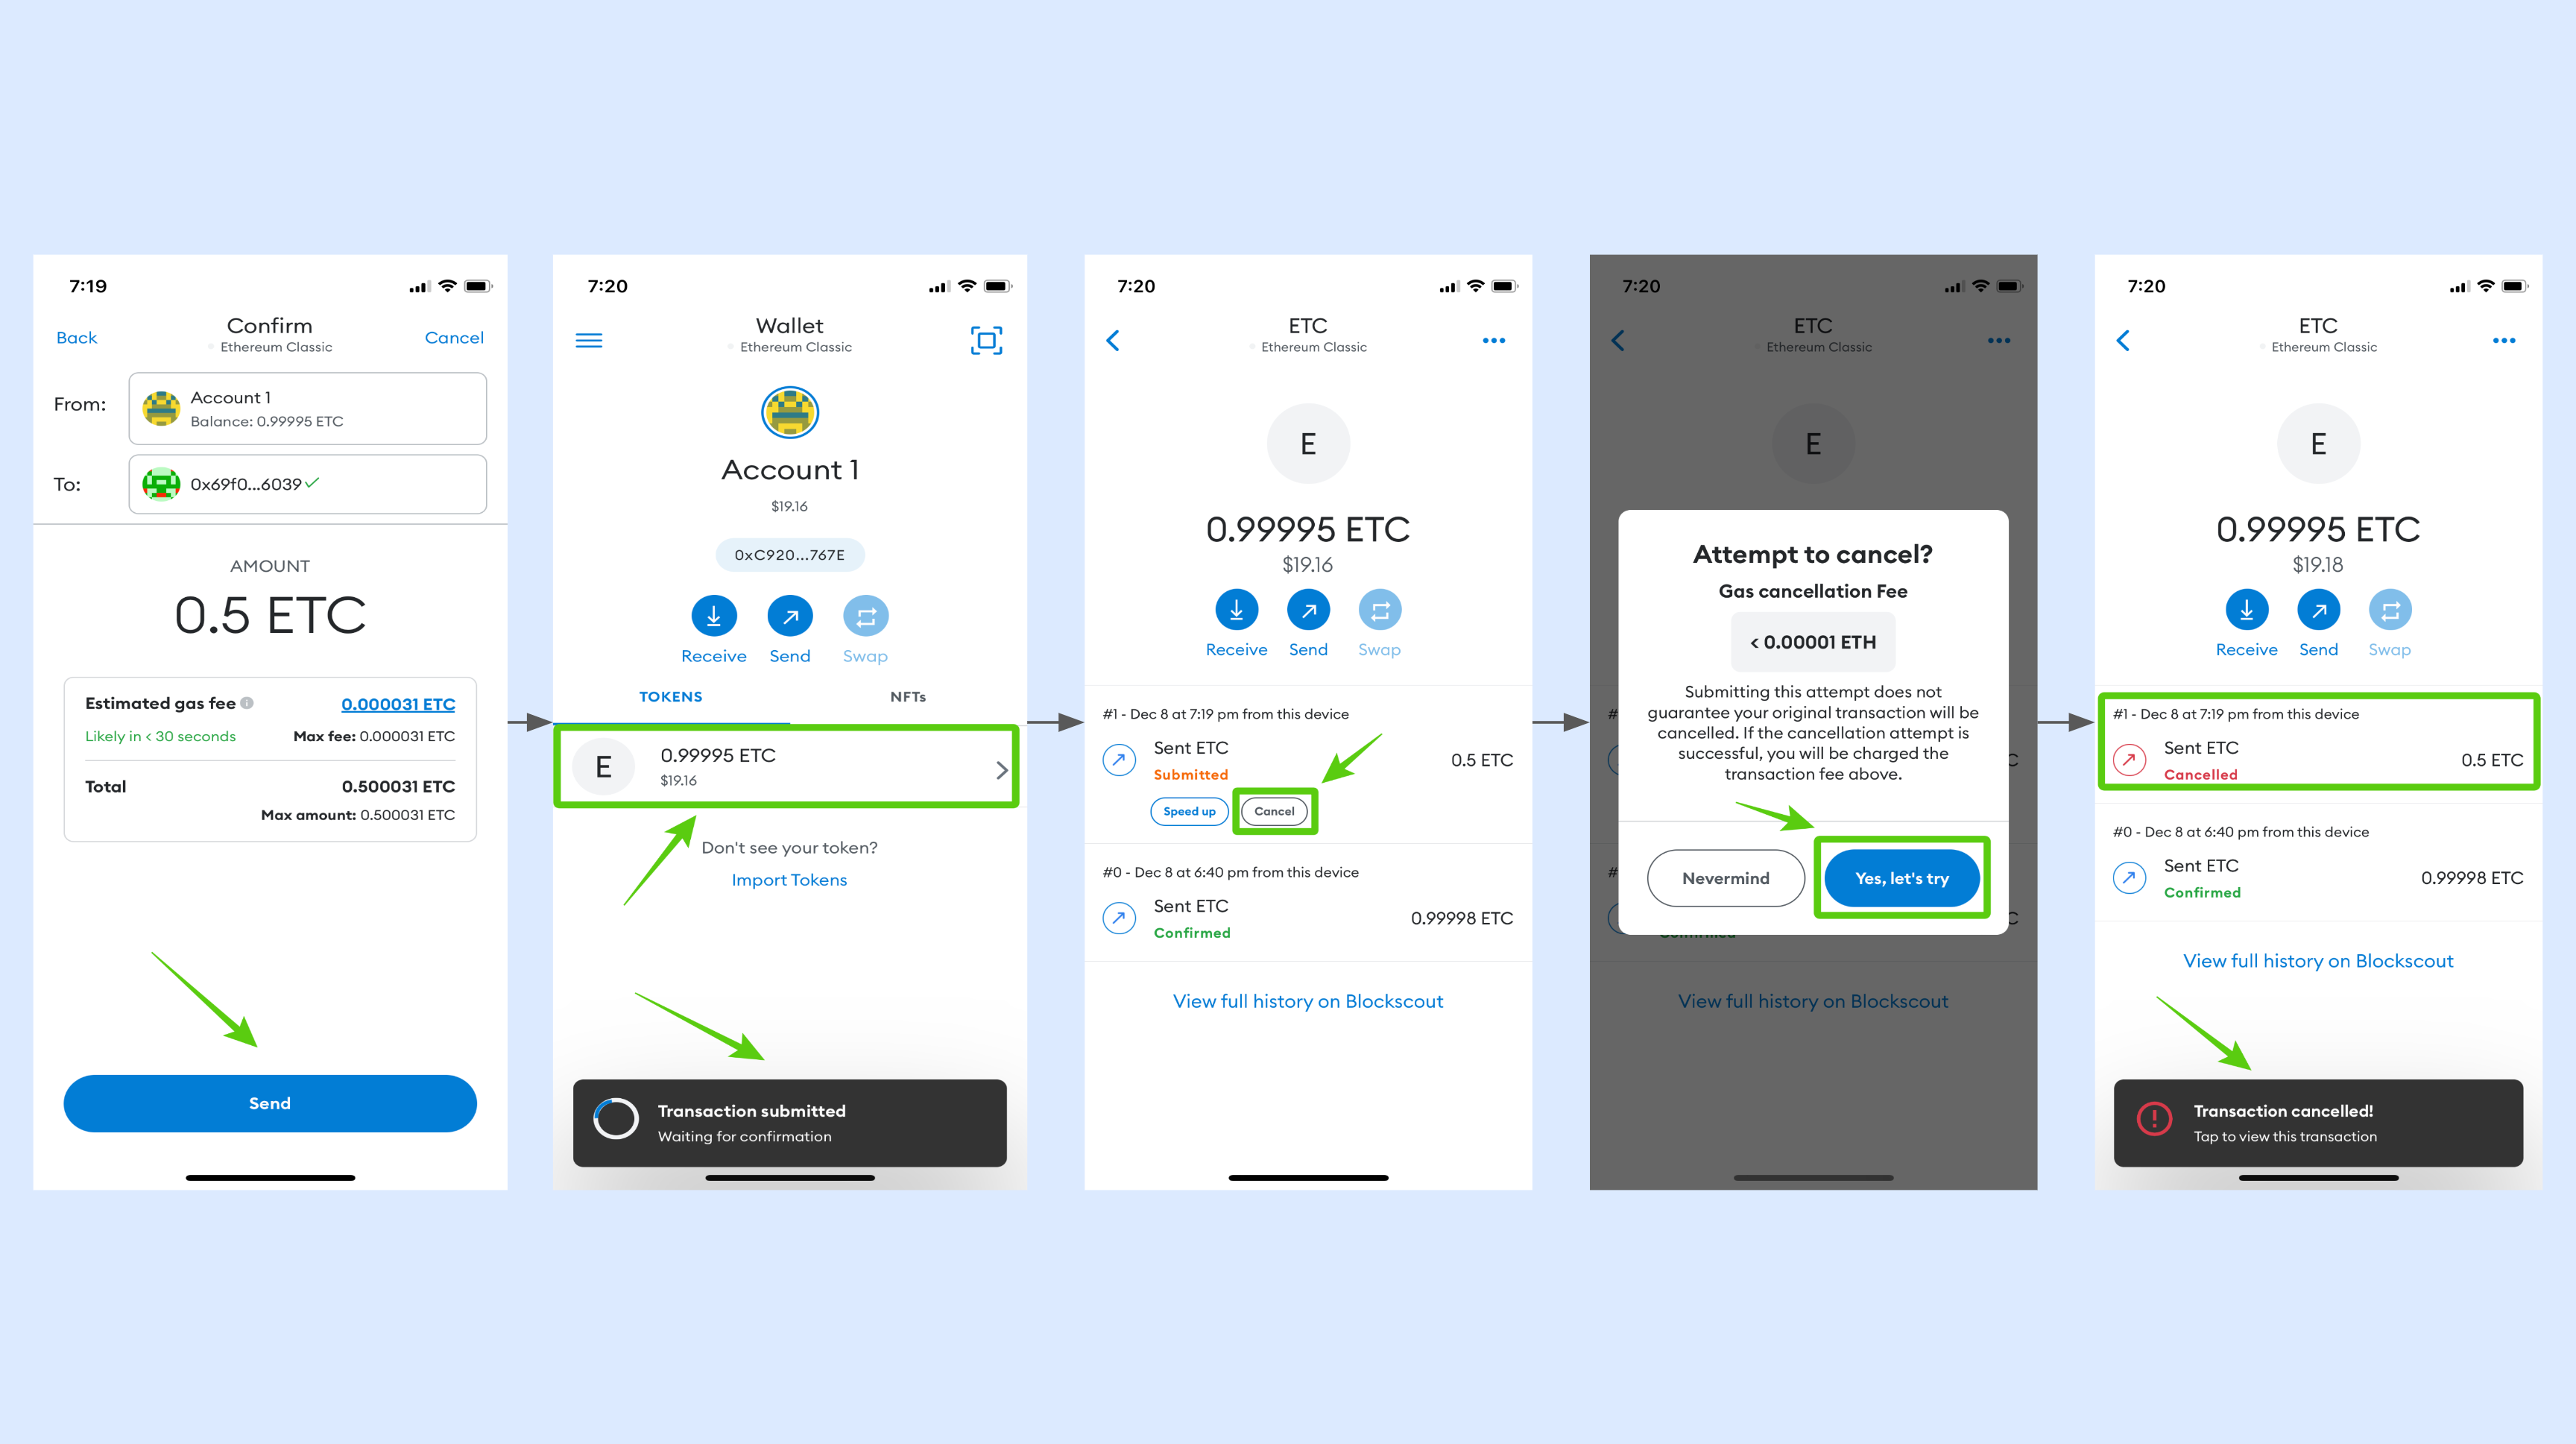 7:19
Back
Confirm
Cancel
Ethereum Classic
From:
Account 1
Balance: 0.99995 ETC
To:
0x69f0...6039
AMOUNT
0.5 ETC
Estimated gas fee 0.000031 ETC
Likely in < 30 seconds Max fee: 0.000031 ETC
Total 0.500031 ETC
Max amount: 0.500031 ETC
Send
7:20
Wallet
Ethereum Classic
Account 1
$19.16
0xC920...767E
Receive Send Swap
TOKENS NFTs
E
0.99995 ETC
$19.16
Don't see your token?
Import Tokens
Transaction submitted
Waiting for confirmation
7:20
ETC
Ethereum Classic
E
0.99995 ETC
$19.16
Receive Send Swap
#1 - Dec 8 at 7:19 pm from this device
Sent ETC
0.5 ETC
Submitted
Speed up Cancel
#0 - Dec 8 at 6:40 pm from this device
Sent ETC
0.99998 ETC
Confirmed
View full history on Blockscout
7:20
ETC
Ethereum Classic
E
Attempt to cancel?
Gas cancellation Fee
< 0.00001 ETH
Submitting this attempt does not
guarantee your original transaction will be
cancelled. If the cancellation attempt is
successful, you will be charged the
transaction fee above.
Nevermind Yes, let's try
View full history on Blockscout
7:20
ETC
Ethereum Classic
E
0.99995 ETC
$19.18
Receive Send Swap
#1 - Dec 8 at 7:19 pm from this device
Sent ETC
0.5 ETC
Cancelled
#0 - Dec 8 at 6:40 pm from this device
Sent ETC
0.99998 ETC
Confirmed
View full history on Blockscout
Transaction cancelled!
Tap to view this transaction